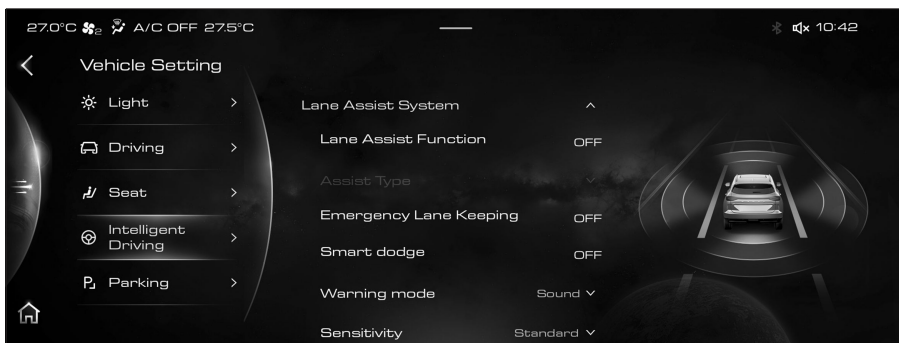 27.0°C 2 A/C OFF 27.5°C
10:42
Vehicle Setting
Light
Driving
Seat
Intelligent
Driving
Parking
Lane Assist System
Lane Assist Function OFF
Assist Type
Emergency Lane Keeping OFF
Smart dodge OFF
Warning mode Sound
Sensitivity Standard